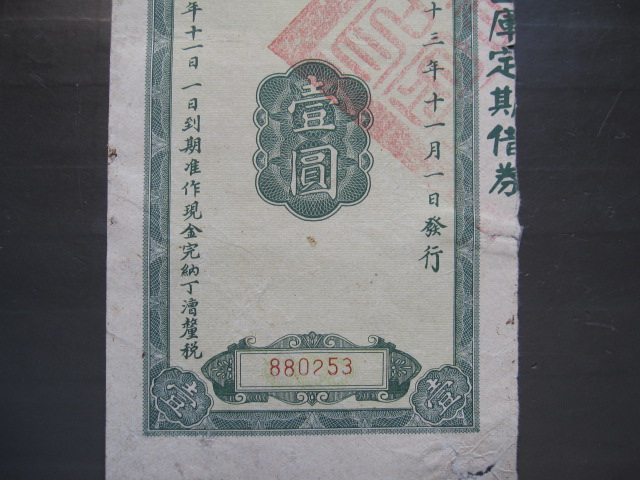 庫定期借券
十三年十一月一日發行
壹圓
年十一日一日到期准作現金完納丁漕釐稅
880253
壹
壹